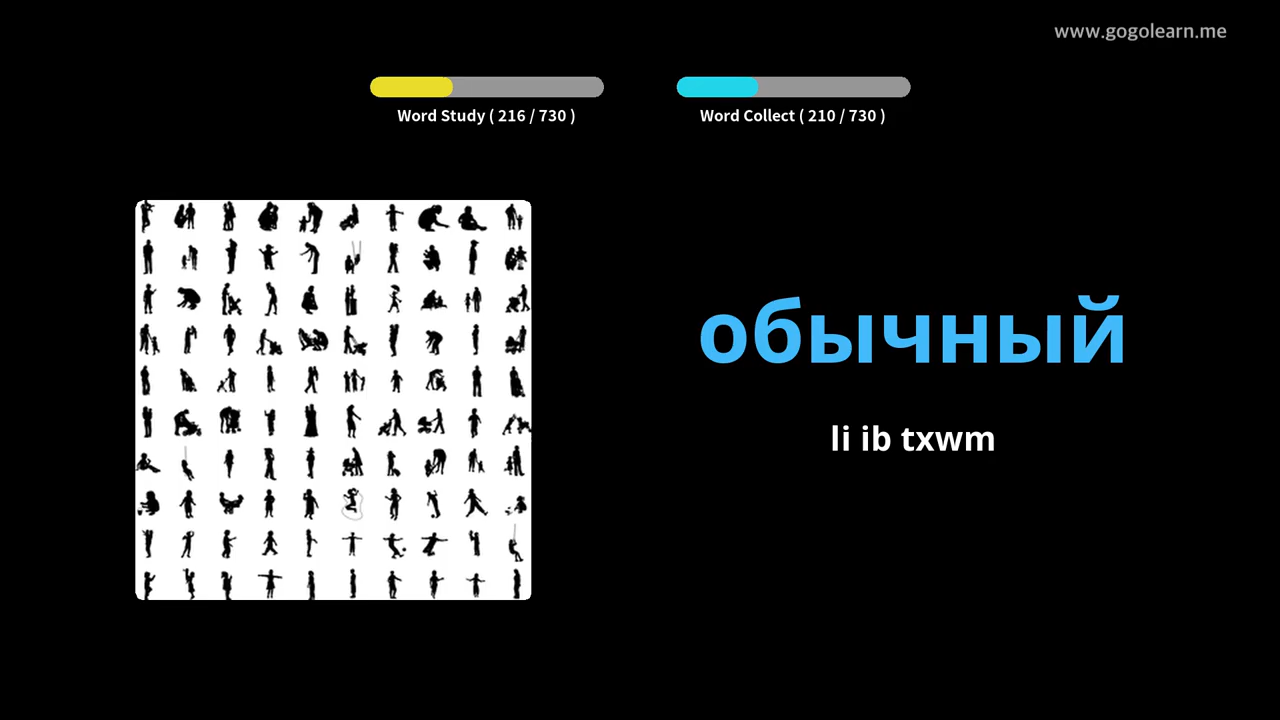 www.gogolearn.me
Word Study ( 216 / 730 )
Word Collect ( 210 / 730 )
обычный
li ib txwm